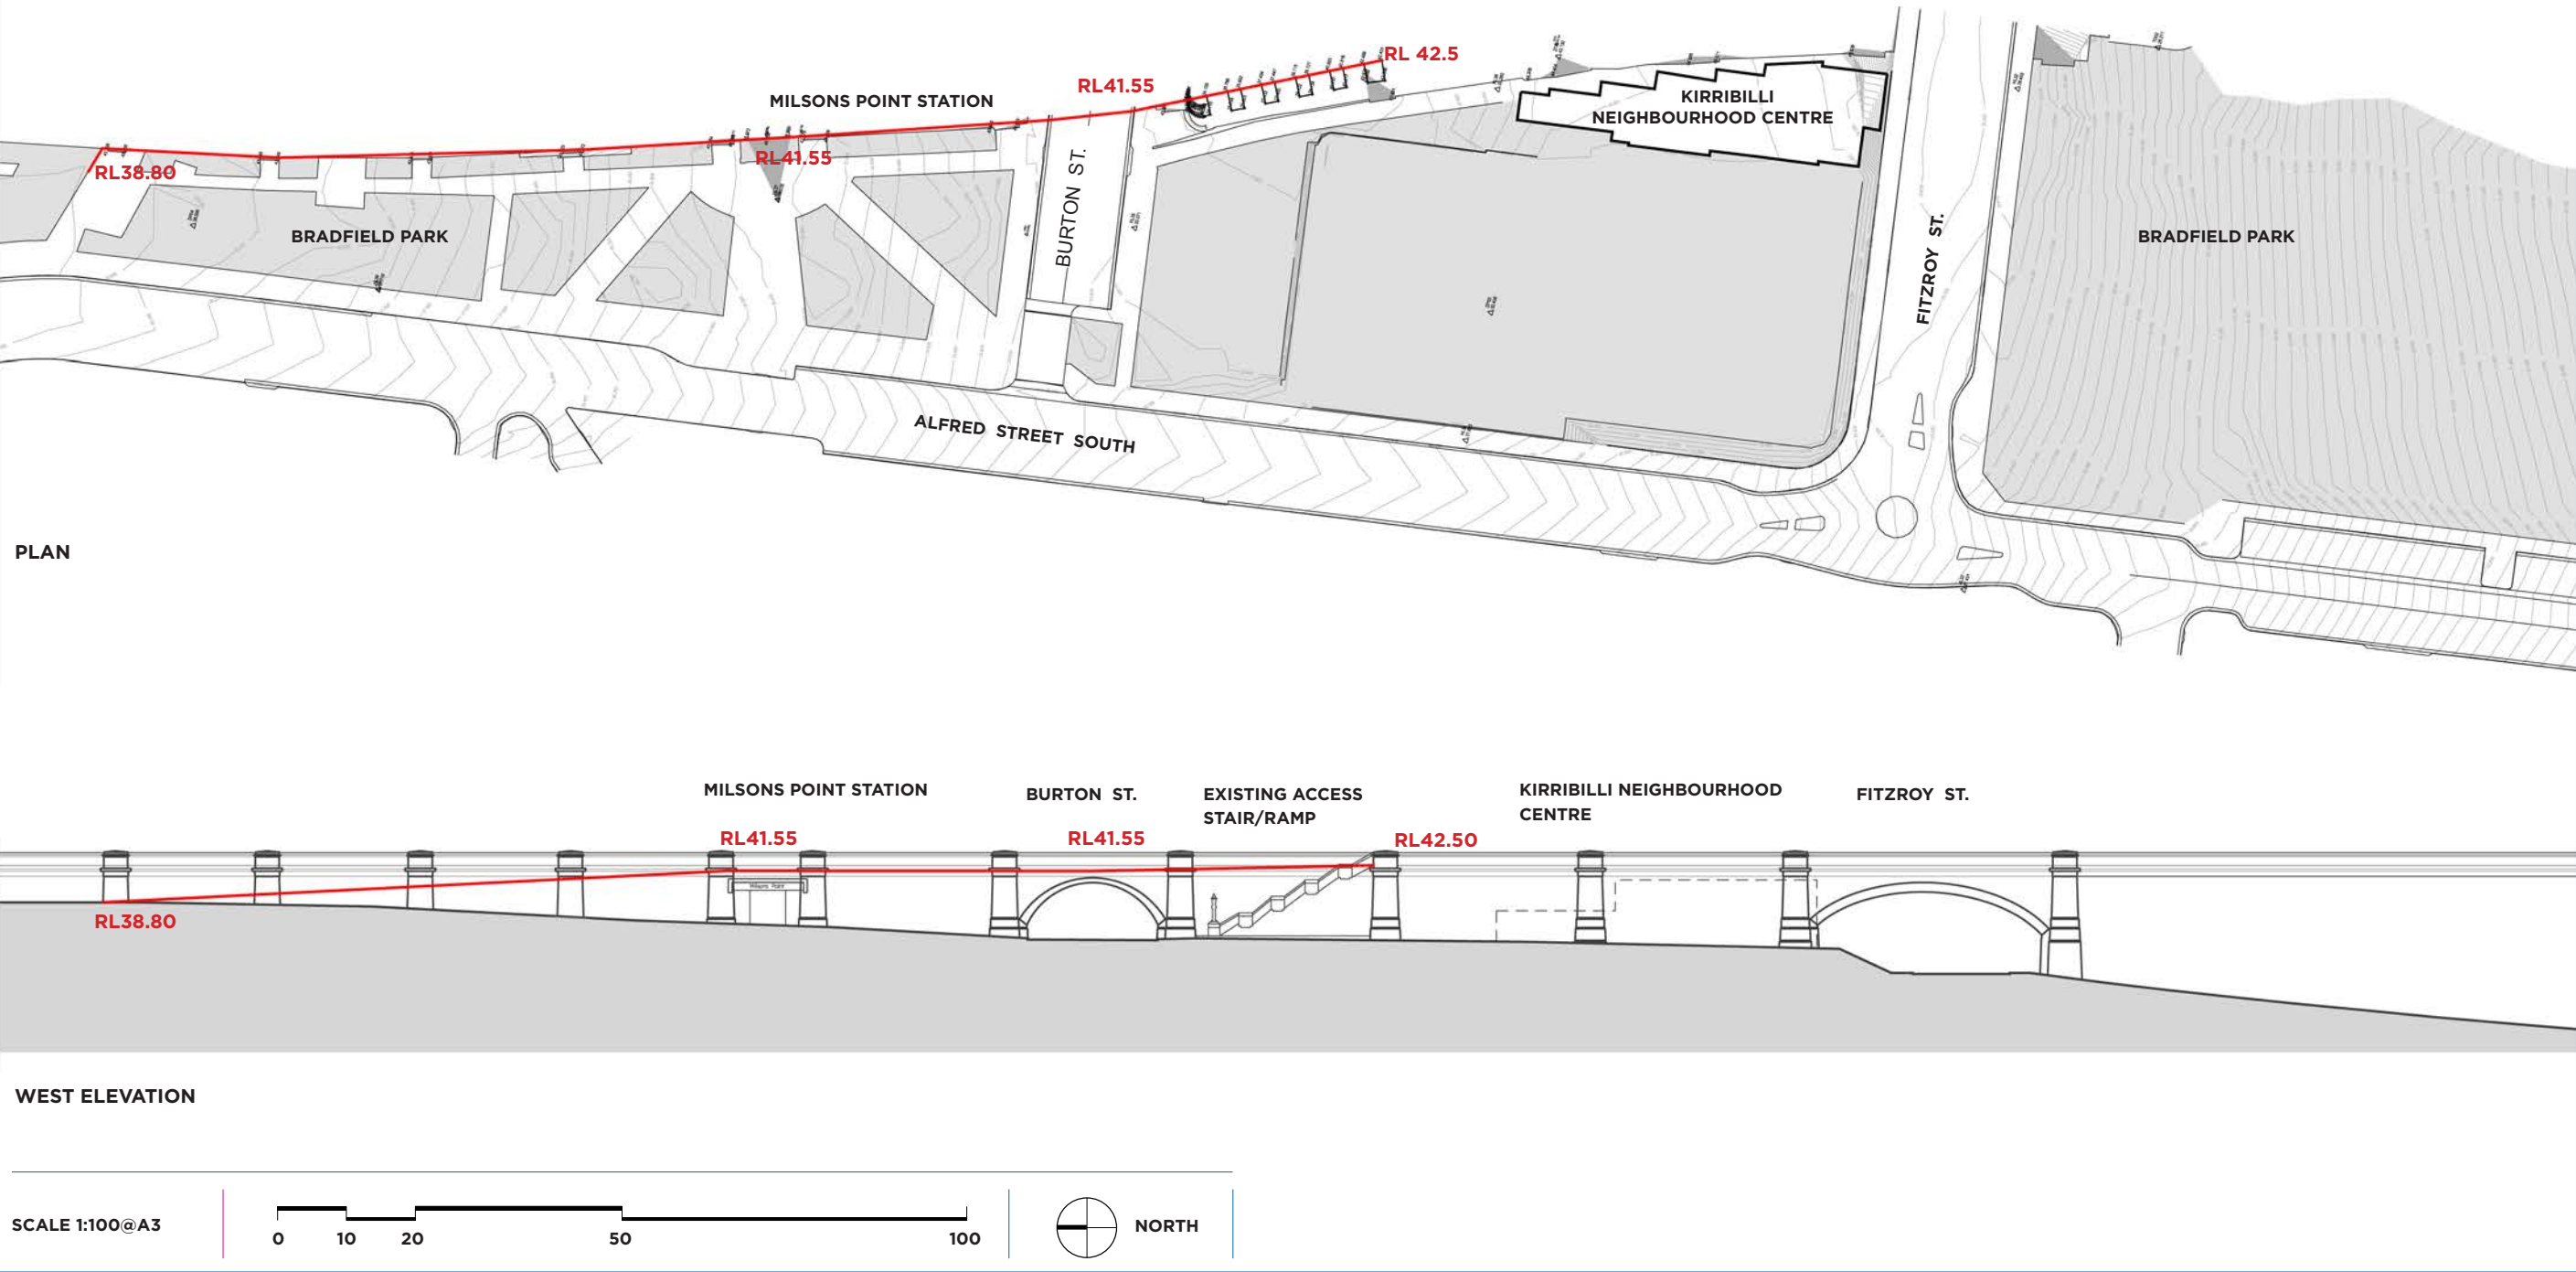 RL 42.5
RL41.55
MILSONS POINT STATION
KIRRIBILLI
NEIGHBOURHOOD CENTRE
RL41.55
RL38.80
BURTON ST.
BRADFIELD PARK
FITZROY ST.
BRADFIELD PARK
ALFRED STREET SOUTH
PLAN
MILSONS POINT STATION
BURTON ST.
EXISTING ACCESS
STAIR/RAMP
KIRRIBILLI NEIGHBOURHOOD
CENTRE
FITZROY ST.
RL41.55
RL41.55
RL42.50
Milsons Point
RL38.80
WEST ELEVATION
SCALE 1:100@A3
0 10 20 50 100
NORTH